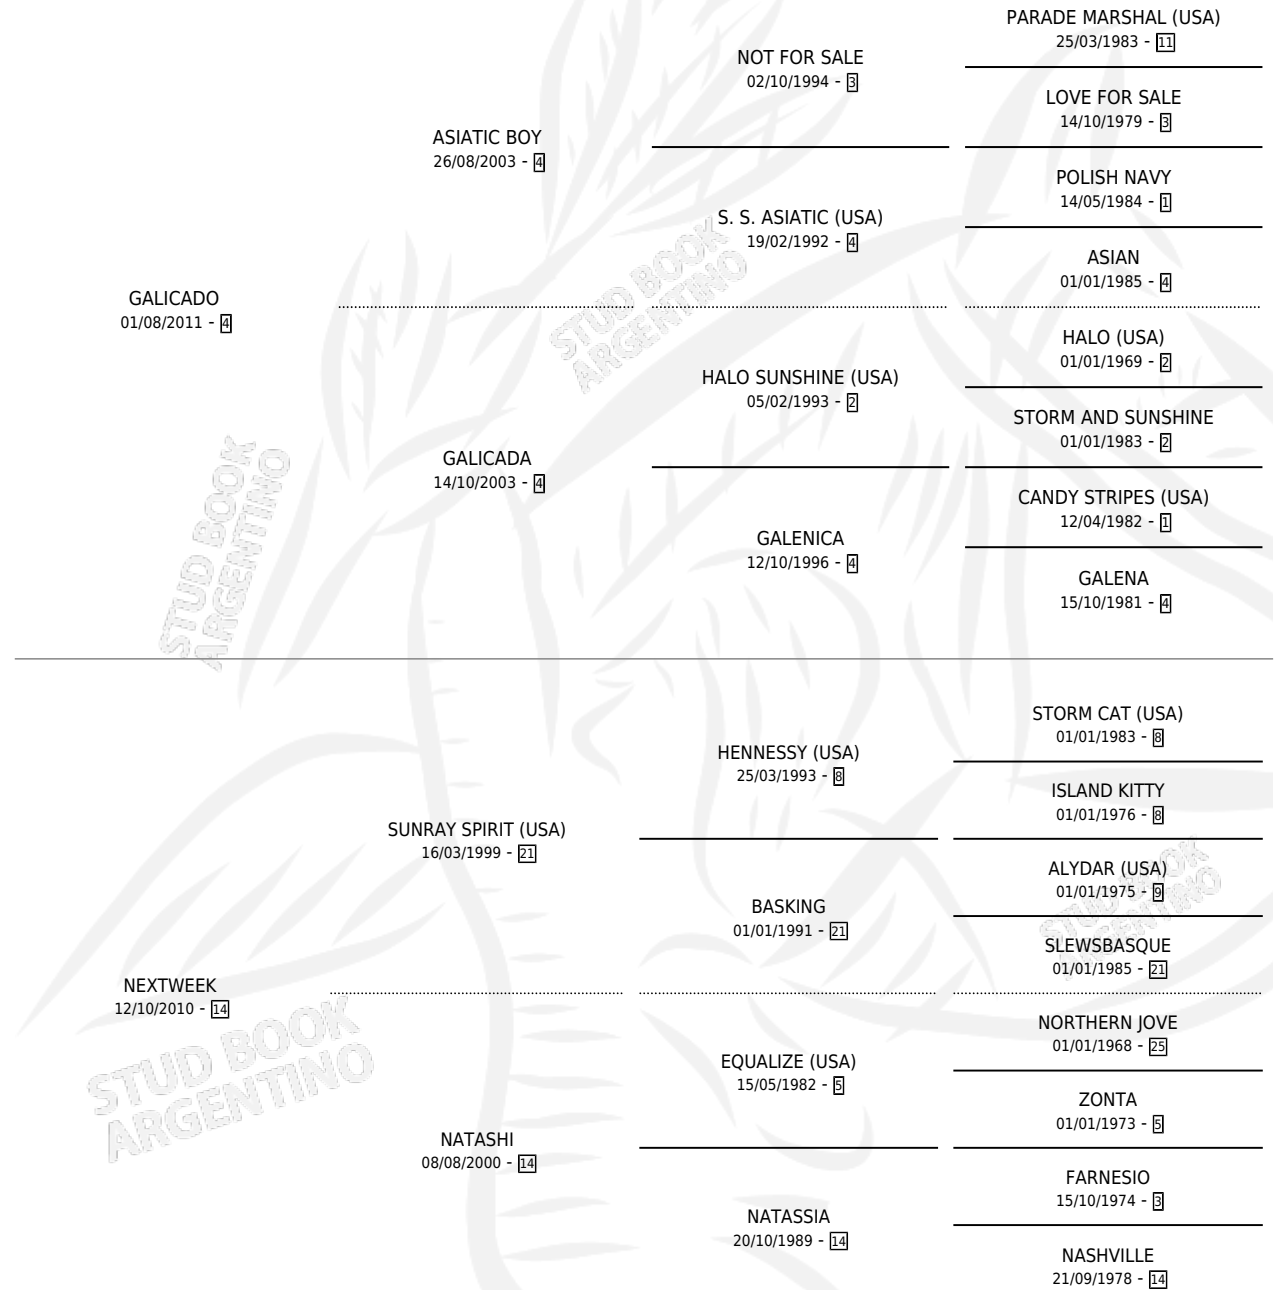 PARADE MARSHAL (USA)
25/03/1983 - 11
NOT FOR SALE
02/10/1994 - 3
LOVE FOR SALE
14/10/1979 - 3
ASIATIC BOY
26/08/2003 - 4
POLISH NAVY
14/05/1984 - 1
S. S. ASIATIC (USA)
19/02/1992 - 4
ASIAN
01/01/1985 - 4
STUD BOOK
ARGENTINO
GALICADO
01/08/2011 - 4
HALO (USA)
01/01/1969 - 2
HALO SUNSHINE (USA)
05/02/1993 - 2
STORM AND SUNSHINE
01/01/1983 - 2
GALICADA
14/10/2003 - 4
CANDY STRIPES (USA)
12/04/1982 - 1
GALENICA
12/10/1996 - 4
GALENA
15/10/1981 - 4
STUD BOOK
ARGENTINO
STORM CAT (USA)
01/01/1983 - 8
HENNESSY (USA)
25/03/1993 - 8
ISLAND KITTY
01/01/1976 - 8
SUNRAY SPIRIT (USA)
16/03/1999 - 21
ALYDAR (USA)
01/01/1975 - 9
BASKING
01/01/1991 - 21
SLEWSBASQUE
01/01/1985 - 21
STUD BOOK
ARGENTINO
NEXTWEEK
12/10/2010 - 14
NORTHERN JOVE
01/01/1968 - 25
EQUALIZE (USA)
15/05/1982 - 5
ZONTA
01/01/1973 - 5
STUD BOOK
ARGENTINO
NATASHI
08/08/2000 - 14
FARNESIO
15/10/1974 - 3
NATASSIA
20/10/1989 - 14
NASHVILLE
21/09/1978 - 14